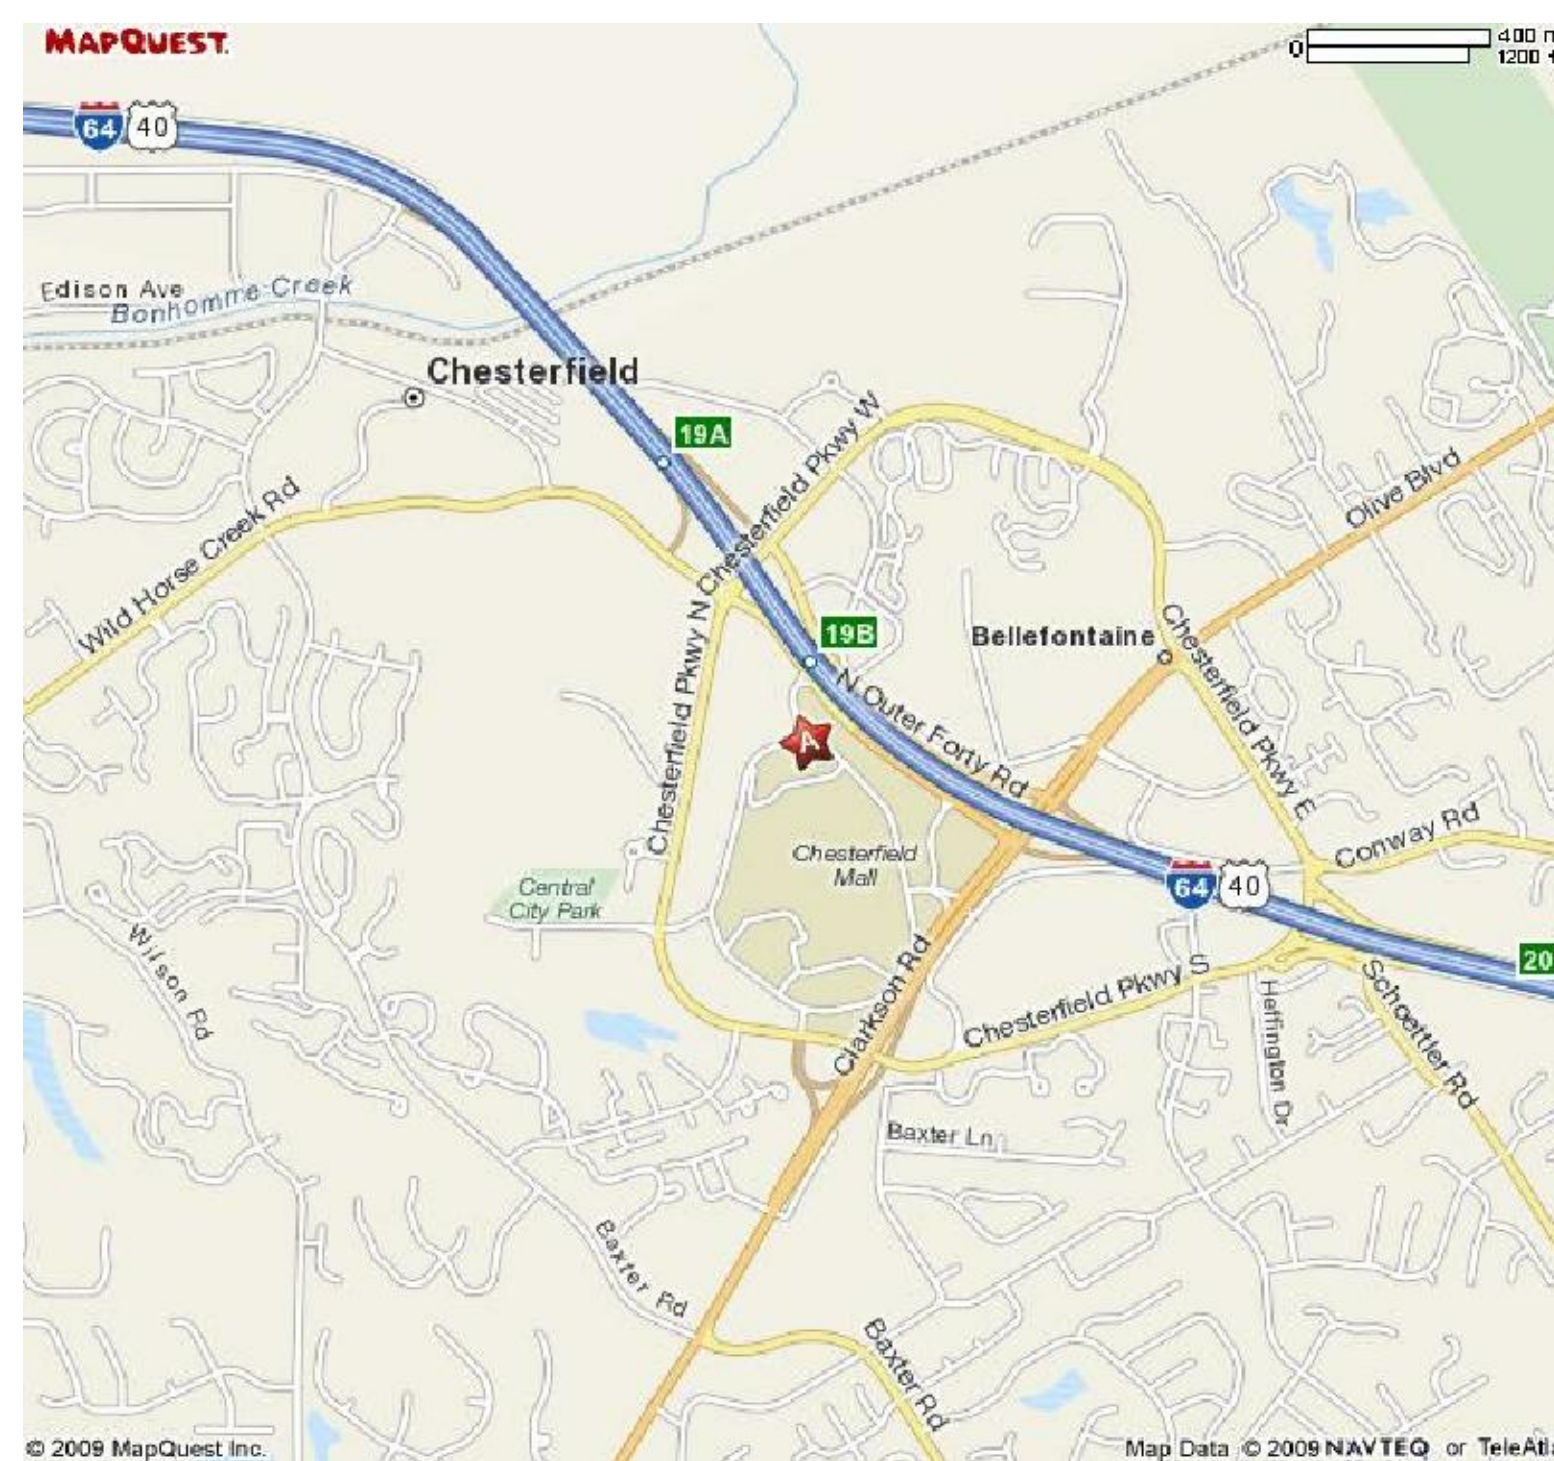 MAPQUEST.
0
400 m
1200 f
64
40
Edison Ave
Bonhomme Creek
Chesterfield
19A
Chesterfield Pkwy W
Olive Blvd
Wild Horse Creek Rd
Chesterfield Pkwy N
19B
Bellefontaine
Chesterfield Pkwy E
N Outer Forty Rd
A
Chesterfield
Mall
Conway Rd
64
40
Central
City Park
Wilson Rd
Clarkson Rd
Chesterfield Pkwy S
20
Heffington Dr
Schoettler Rd
Baxter Ln
Baxter Rd
Baxter Rd
© 2009 MapQuest Inc.
Map Data © 2009 NAVTEQ or TeleAtla